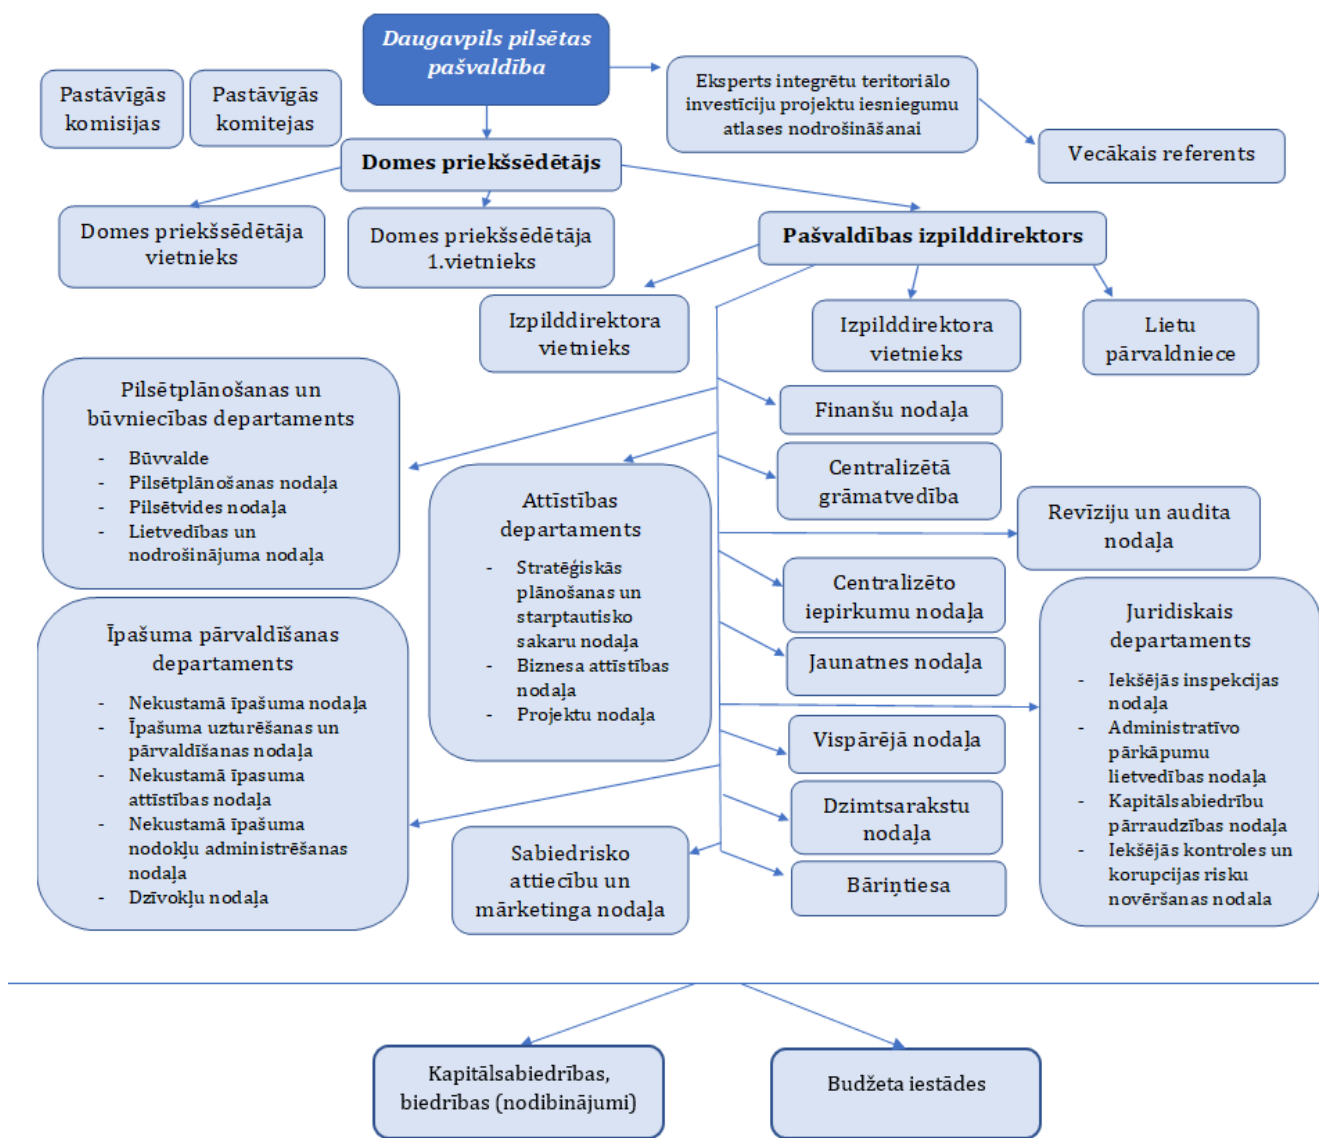 Daugavpils pilsētas
pašvaldība
Pastāvīgās
komisijas
Pastāvīgās
komitejas
Eksperts integrētu teritoriālo
investīciju projektu iesniegumu
atlases nodrošināšanai
Vecākais referents
Domes priekšsēdētājs
Domes priekšsēdētāja
vietnieks
Domes priekšsēdētāja
1.vietnieks
Pašvaldības izpilddirektors
Izpilddirektora
vietnieks
Izpilddirektora
vietnieks
Lietu
pārvaldniece
Pilsētplānošanas un
būvniecības departaments
- Būvvalde
- Pilsētplānošanas nodaļa
- Pilsētvides nodaļa
- Lietvedības un
nodrošinājuma nodaļa
Finanšu nodaļa
Centralizētā
grāmatvedība
Attīstības
departaments
- Stratēģiskās
plānošanas un
starptautisko
sakaru nodaļa
- Biznesa attīstības
nodaļa
- Projektu nodaļa
Revīziju un audita
nodaļa
Centralizēto
iepirkumu nodaļa
Jaunatnes nodaļa
Īpašuma pārvaldīšanas
departaments
- Nekustamā īpašuma nodaļa
- Īpašuma uzturēšanas un
pārvaldīšanas nodaļa
- Nekustamā īpasuma
attīstības nodaļa
- Nekustamā īpašuma
nodokļu administrēšanas
nodaļa
- Dzīvokļu nodaļa
Juridiskais
departaments
- Iekšējās inspekcijas
nodaļa
- Administratīvo
pārkāpumu
lietvedības nodaļa
- Kapitālsabiedrību
pārraudzības nodaļa
- Iekšējās kontroles un
korupcijas risku
novēršanas nodala
Vispārējā nodaļa
Dzimtsarakstu
nodaļa
Bāriņtiesa
Sabiedrisko
attiecību un
mārketinga nodaļa
Kapitālsabiedrības,
biedrības (nodibinājumi)
Budžeta iestādes